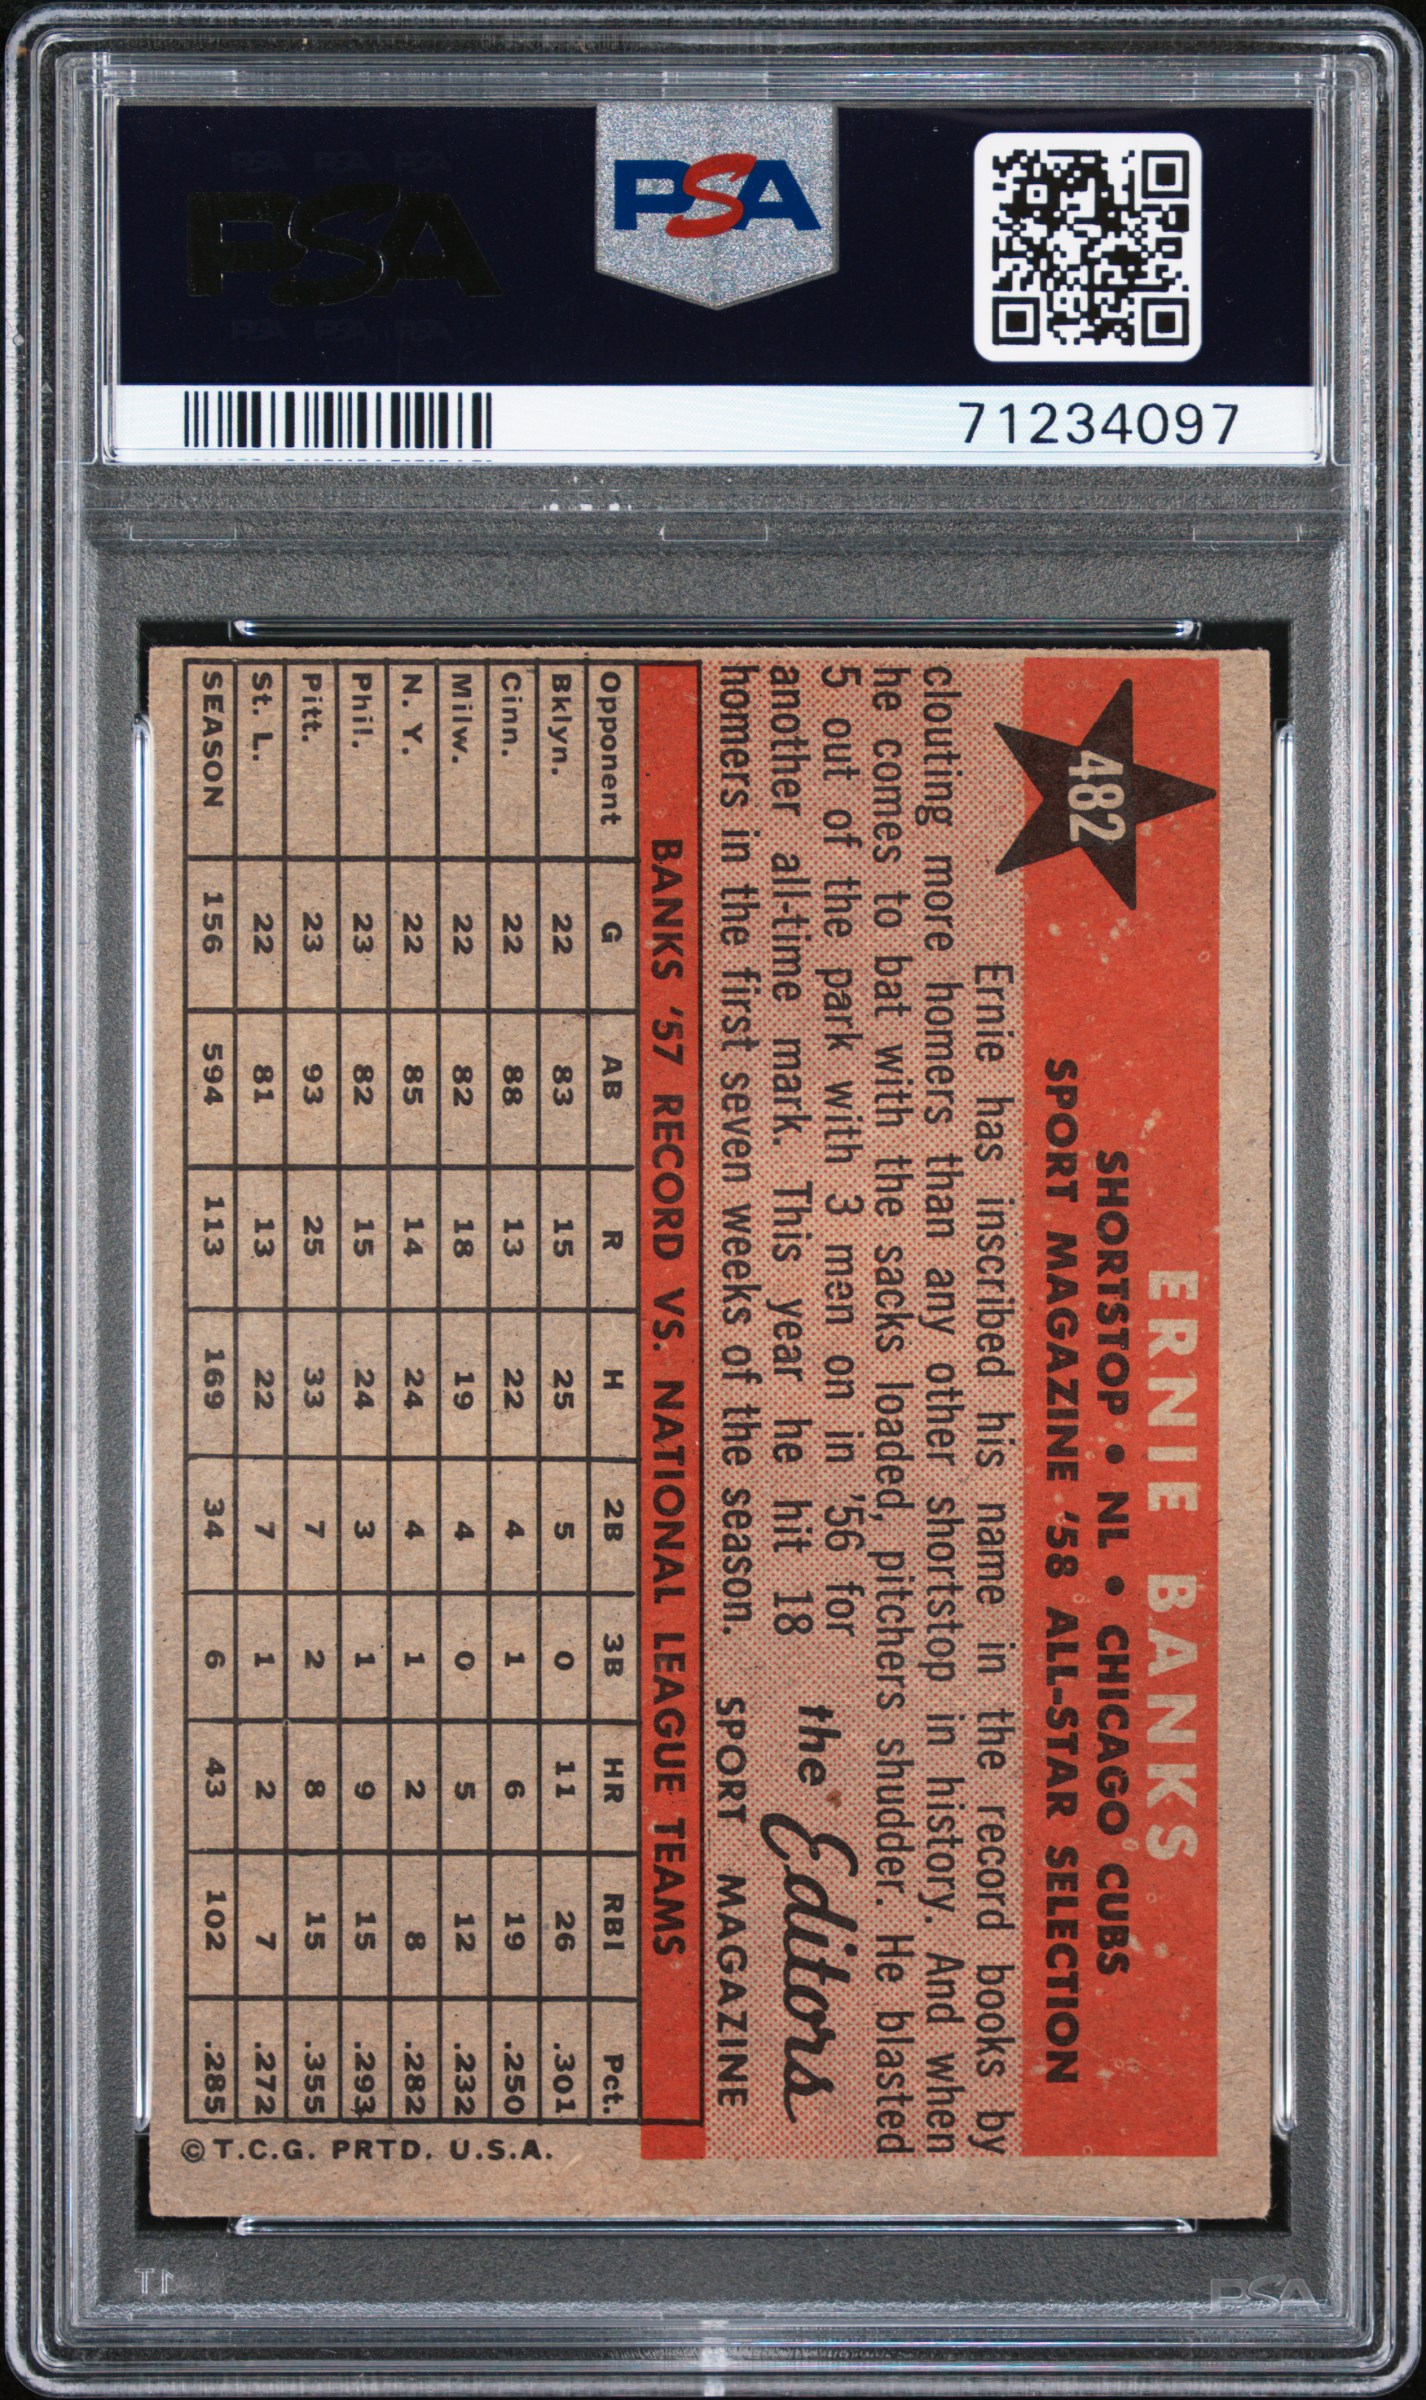 PSA
PSA
71234097
482
ERNIE BANKS
SHORTSTOP • NL • CHICAGO CUBS
SPORT MAGAZINE '58 ALL-STAR SELECTION
Ernie has inscribed his name in the record books by
clouting more homers than any other shortstop in history. And when
he comes to bat with the sacks loaded, pitchers shudder. He blasted
5 out of the park with 3 men on in '56 for
another all-time mark. This year he hit 18
homers in the first seven weeks of the season.
the Editors
SPORT MAGAZINE
BANKS '57 RECORD VS. NATIONAL LEAGUE TEAMS
Opponent G AB R H 2B 3B HR RBI Pct.
Bklyn. 22 83 15 25 5 0 11 26 .301
Cinn. 22 88 13 22 4 1 6 19 .250
Milw. 22 82 18 19 4 0 5 12 .232
N. Y. 22 85 14 24 4 1 2 8 .282
Phil. 23 82 15 24 3 1 9 15 .293
Pitt. 23 93 25 33 7 2 8 15 .355
St. L. 22 81 13 22 7 1 2 7 .272
SEASON 156 594 113 169 34 6 43 102 .285
© T.C.G. PRTD. U.S.A.
PSA